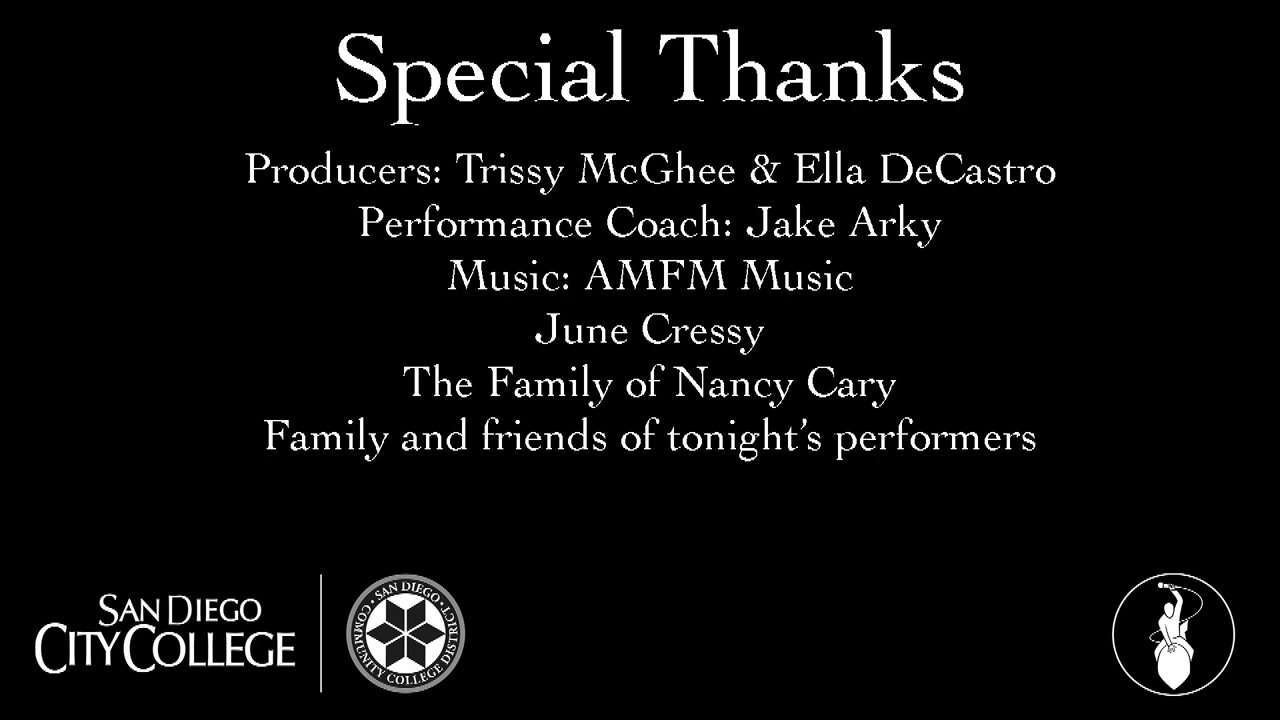 Special Thanks
Producers: Trissy McGhee & Ella DeCastro
Performance Coach: Jake Arky
Music: AMFM Music
June Cressy
The Family of Nancy Cary
Family and friends of tonight's performers
SAN DIEGO
CITY COLLEGE
SAN DIEGO
COMMUNITY COLLEGE DISTRICT